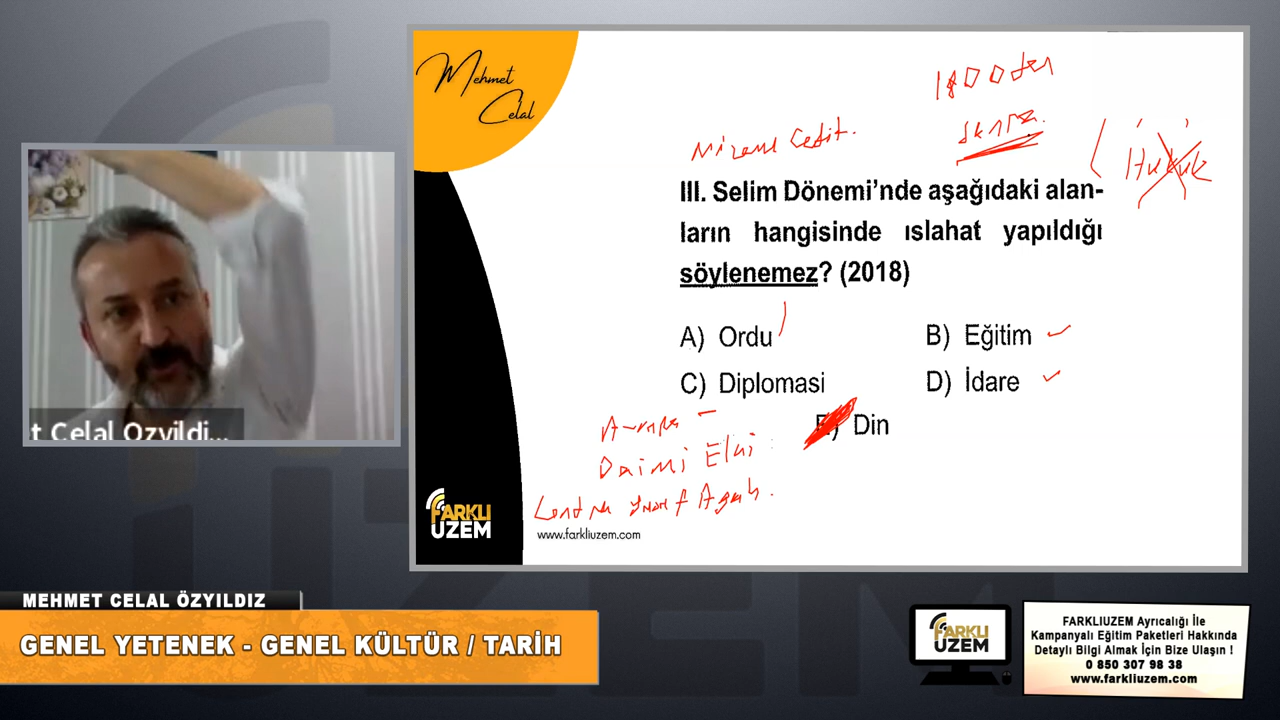 Mehmet
Celal
1800 den
sonra.
Nizamı Cedit.
Hukuk
III. Selim Dönemi'nde aşağıdaki alan-
ların hangisinde ıslahat yapıldığı
söylenemez? (2018)
A) Ordu
B) Eğitim
C) Diplomasi
D) İdare
E) Din
Avrupa -
Daimi Elçi :
Londra Yusuf Agah.
t Celal Ozyildi...
FARKLI
UZEM
www.farkliuzem.com
MEHMET CELAL ÖZYILDIZ
GENEL YETENEK - GENEL KÜLTÜR / TARİH
FARKLI
UZEM
FARKLIUZEM Ayrıcalığı İle
Kampanyalı Eğitim Paketleri Hakkında
Detaylı Bilgi Almak İçin Bize Ulaşın !
0 850 307 98 38
www.farkliuzem.com